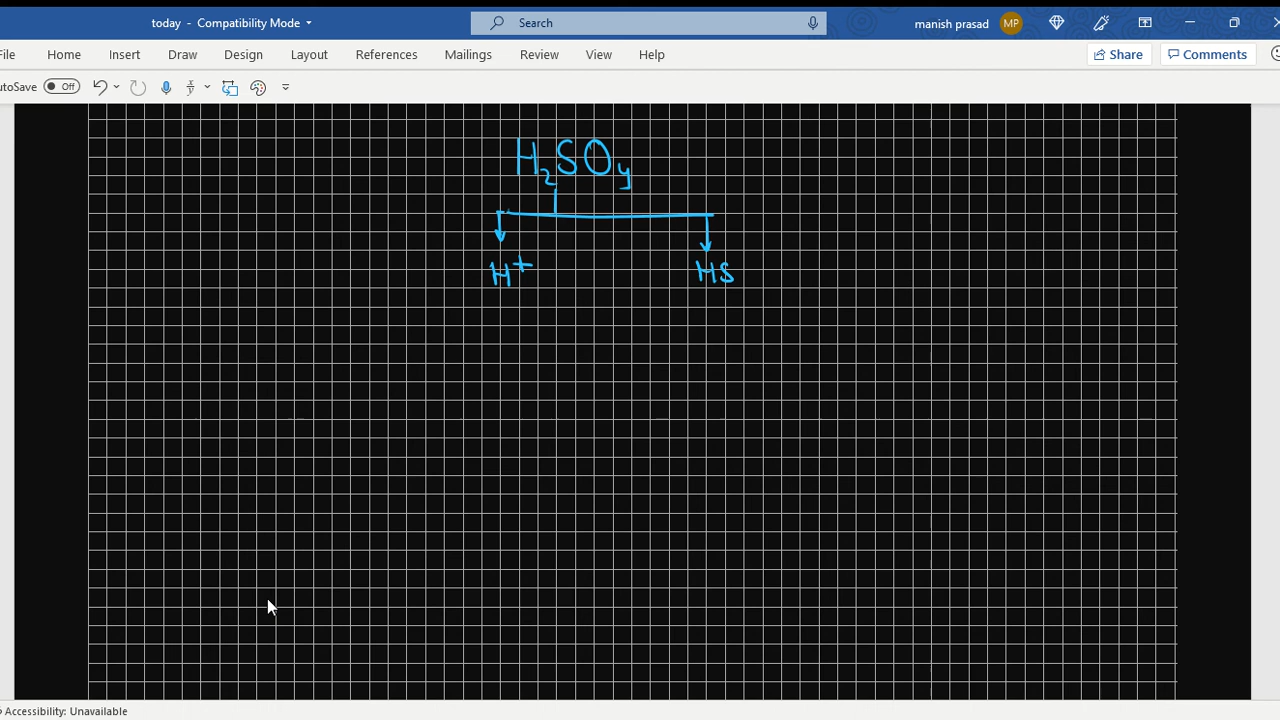 today - Compatibility Mode Search manish prasad MP
File Home Insert Draw Design Layout References Mailings Review View Help Share Comments
utoSave Off
H₂SO₄
H⁺ HS
Accessibility: Unavailable